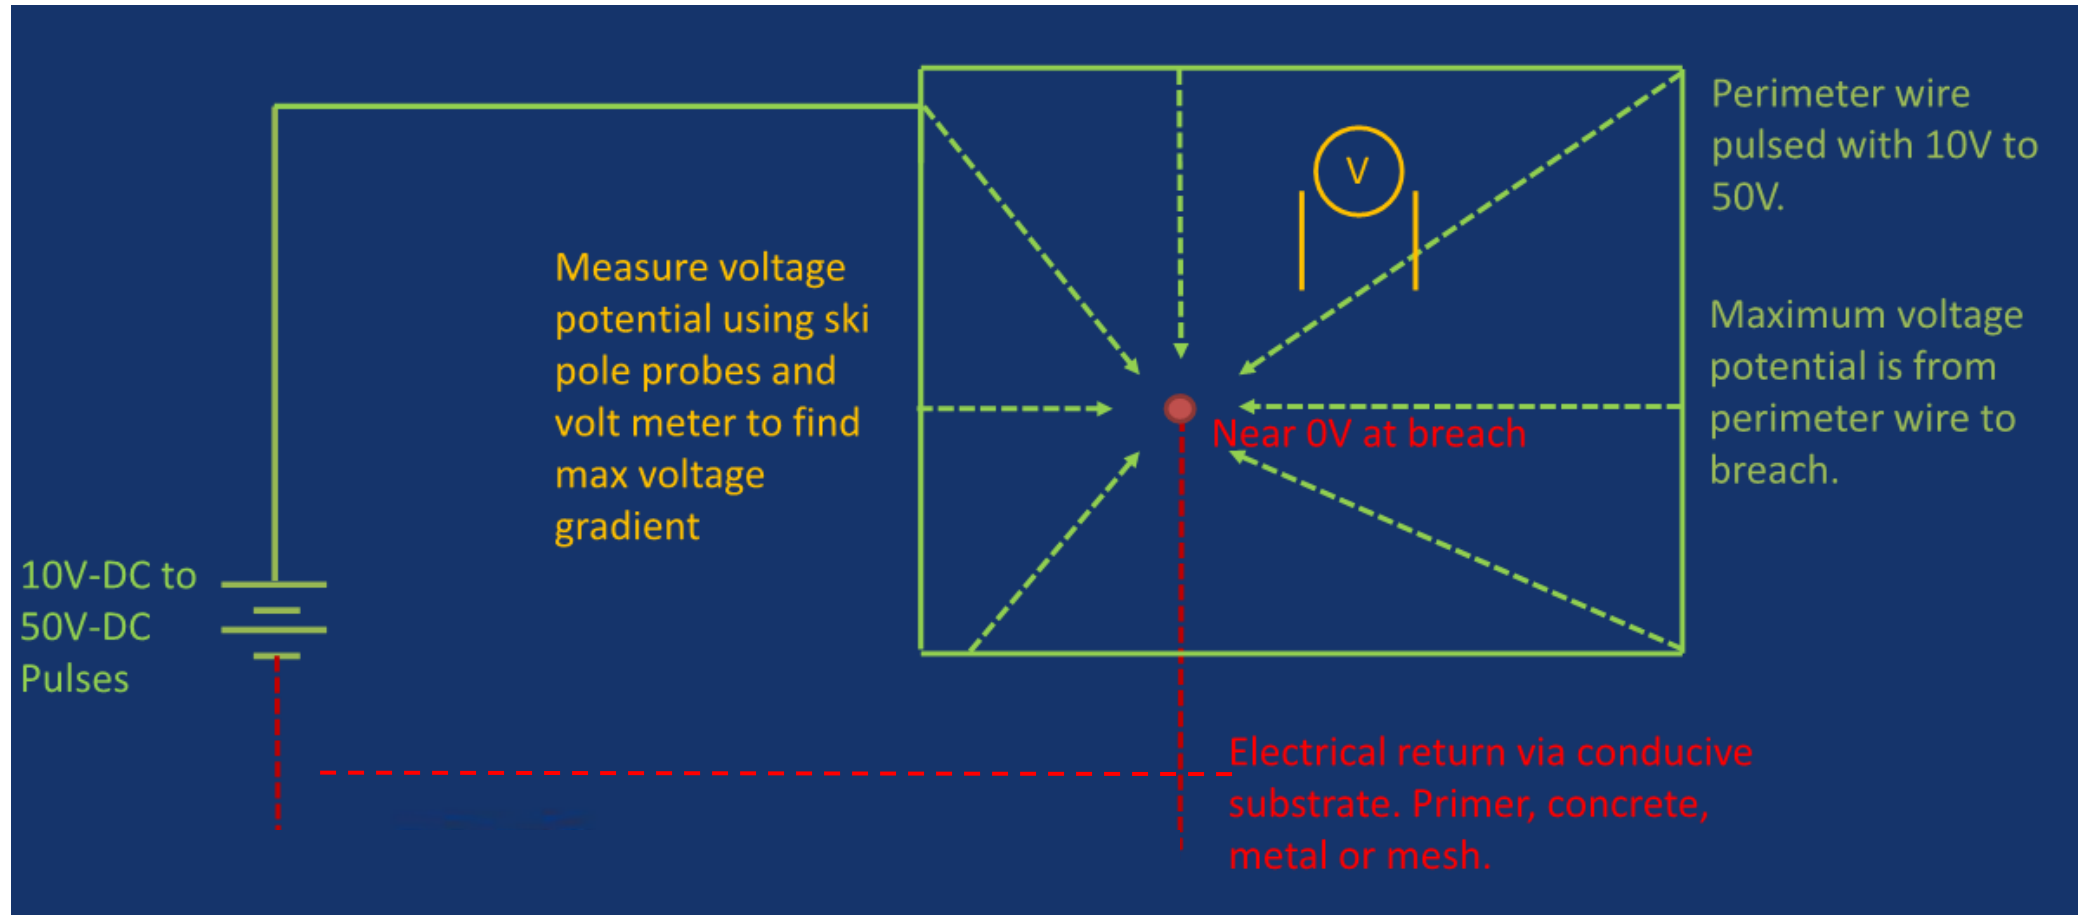 Perimeter wire
pulsed with 10V to
50V.
V
Measure voltage
potential using ski
pole probes and
volt meter to find
max voltage
gradient
Maximum voltage
potential is from
perimeter wire to
breach.
Near 0V at breach
10V-DC to
50V-DC
Pulses
Electrical return via conducive
substrate. Primer, concrete,
metal or mesh.